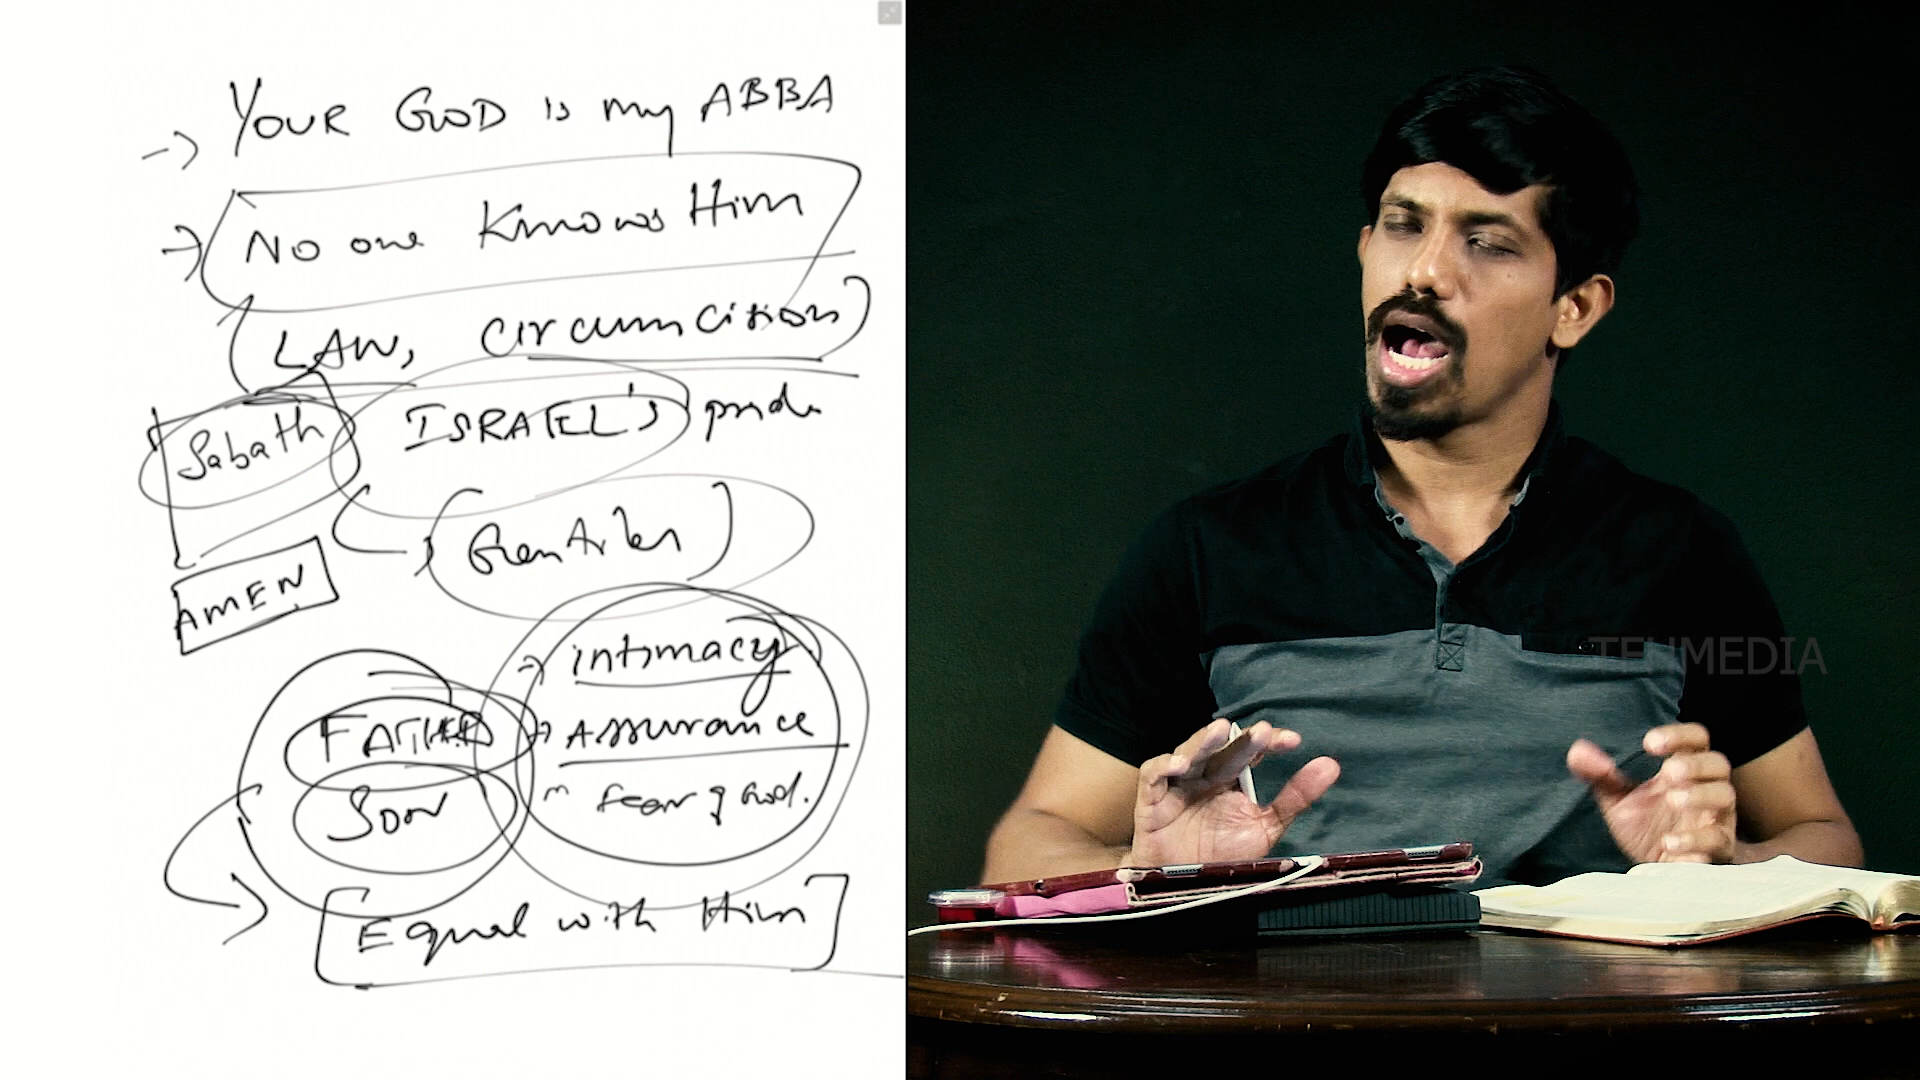 → YOUR GOD is my ABBA
→ No one Knows Him
(LAW, Circumcition)
Sabath ISRAEL'S pride
(Gentiles)
AMEN
→ intimacy
FATHER → Assurance
SON " fear of God.
[Equal with Him]
TEHMEDIA